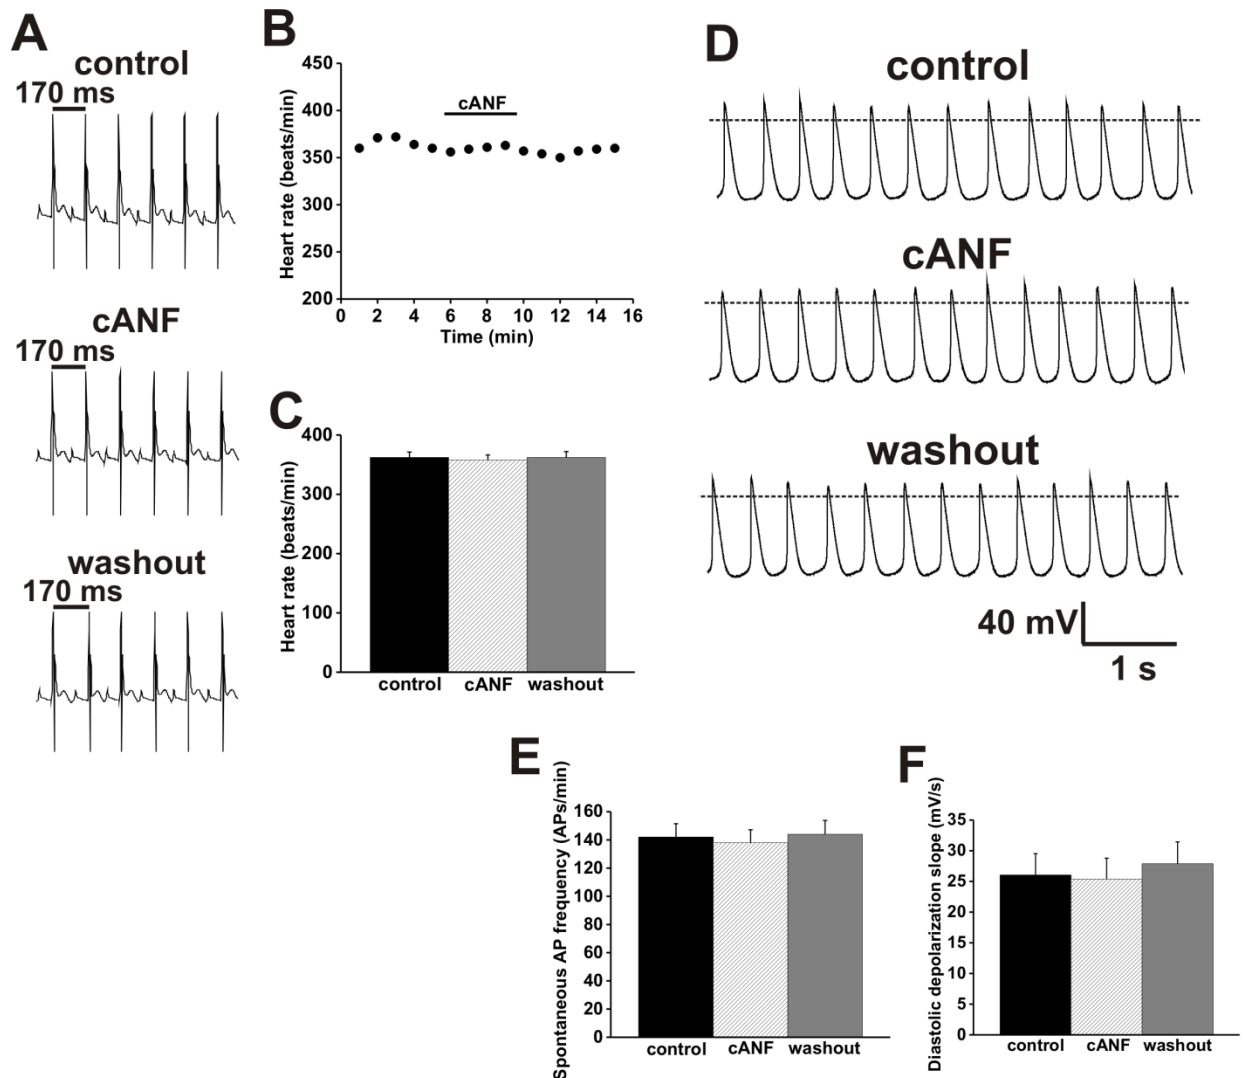 A
control
170 ms
cANF
170 ms
washout
170 ms
B
Heart rate (beats/min)
450
400
350
300
250
200
cANF
0 2 4 6 8 10 12 14 16
Time (min)
C
Heart rate (beats/min)
400
300
200
100
0
control cANF washout
D
control
cANF
washout
40 mV
1 s
E
Spontaneous AP frequency (APs/min)
160
140
120
100
80
60
40
20
0
control cANF washout
F
Diastolic depolarization slope (mV/s)
35
30
25
20
15
10
5
0
control cANF washout